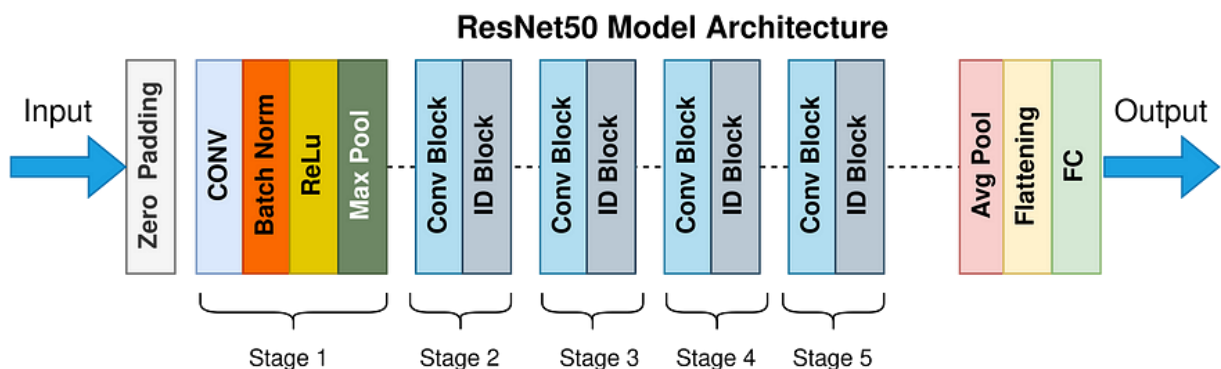 ResNet50 Model Architecture
Input
Zero Padding
CONV
Batch Norm
ReLu
Max Pool
Conv Block
ID Block
Conv Block
ID Block
Conv Block
ID Block
Conv Block
ID Block
Avg Pool
Flattening
FC
Output
Stage 1
Stage 2
Stage 3
Stage 4
Stage 5